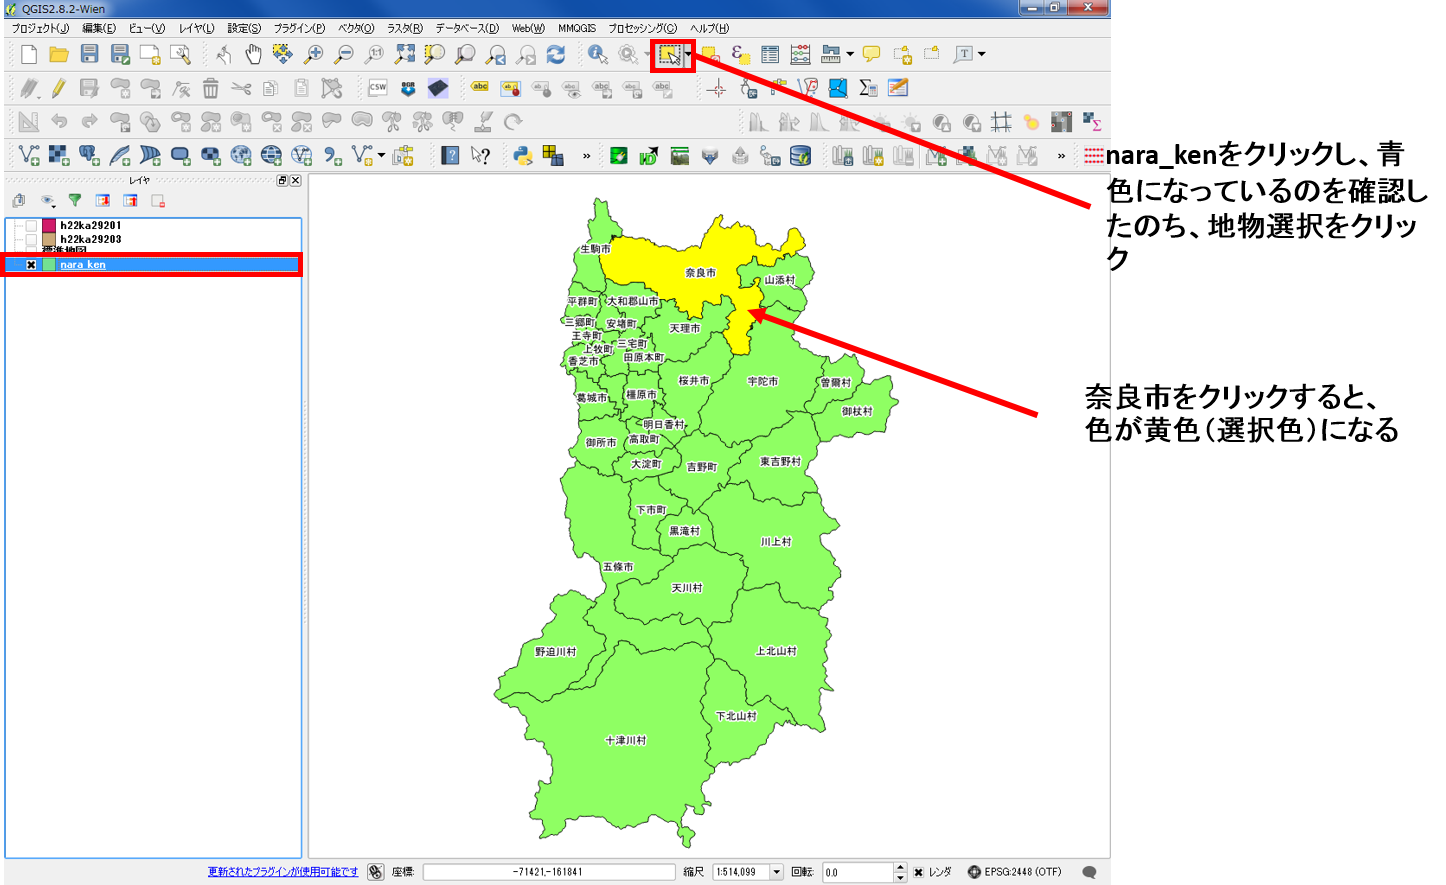 QGIS2.8.2-Wien
プロジェクト(J) 編集(E) ビュー(V) レイヤ(L) 設定(S) プラグイン(P) ベクタ(O) ラスタ(R) データベース(D) Web(W) MMQGIS プロセッシング(C) ヘルプ(H)
1:1
CSW
abc
abc
»
»
レイヤ
h22ka29201
h22ka29203
標準地図
nara_ken
生駒市
奈良市
山添村
平群町
大和郡山市
三郷町
安堵町
天理市
王寺町
三宅町
上牧町
田原本町
香芝市
桜井市
宇陀市
曽爾村
葛城市
橿原市
御杖村
明日香村
御所市
高取町
大淀町
吉野町
東吉野村
下市町
黒滝村
川上村
五條市
天川村
野迫川村
上北山村
下北山村
十津川村
nara_kenをクリックし、青
色になっているのを確認し
たのち、地物選択をクリッ
ク
奈良市をクリックすると、
色が黄色（選択色）になる
更新されたプラグインが使用可能です 座標: -71421,-161841 縮尺 1:514,099 回転: 0.0 レンダ EPSG:2448 (OTF)